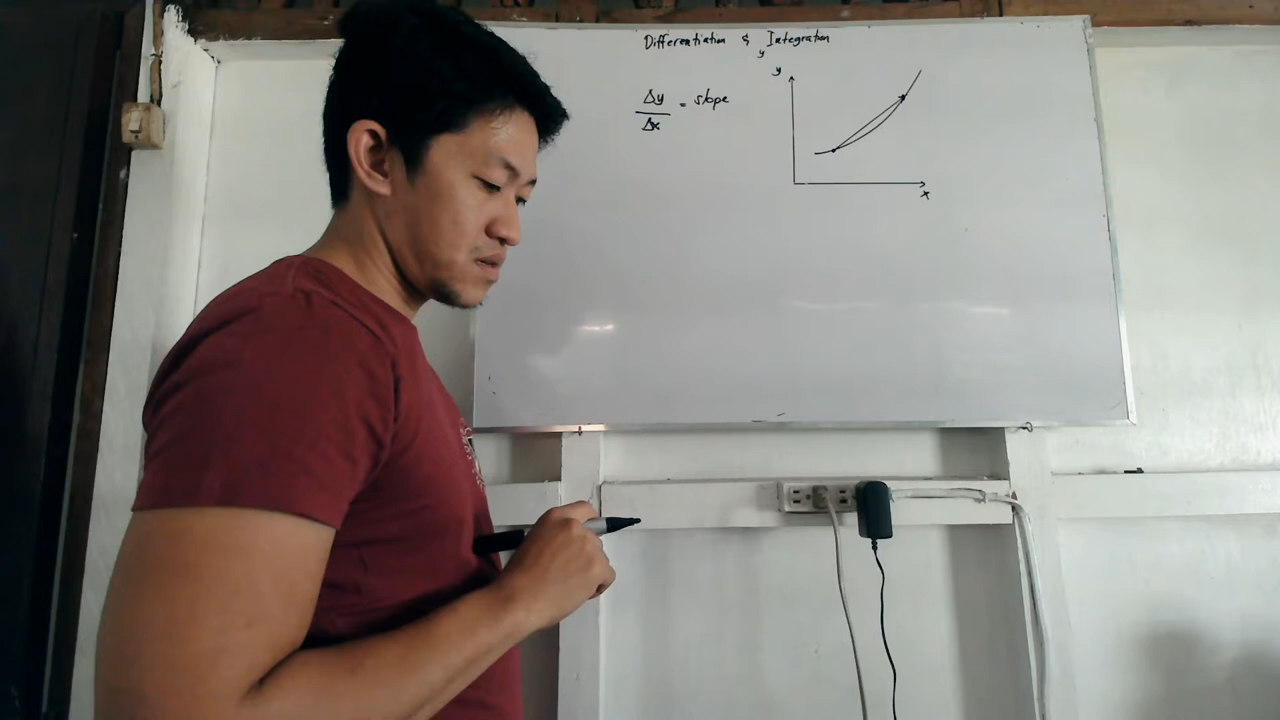 Differentiation & Integration
y
y
Δy
Δx
= slope
x